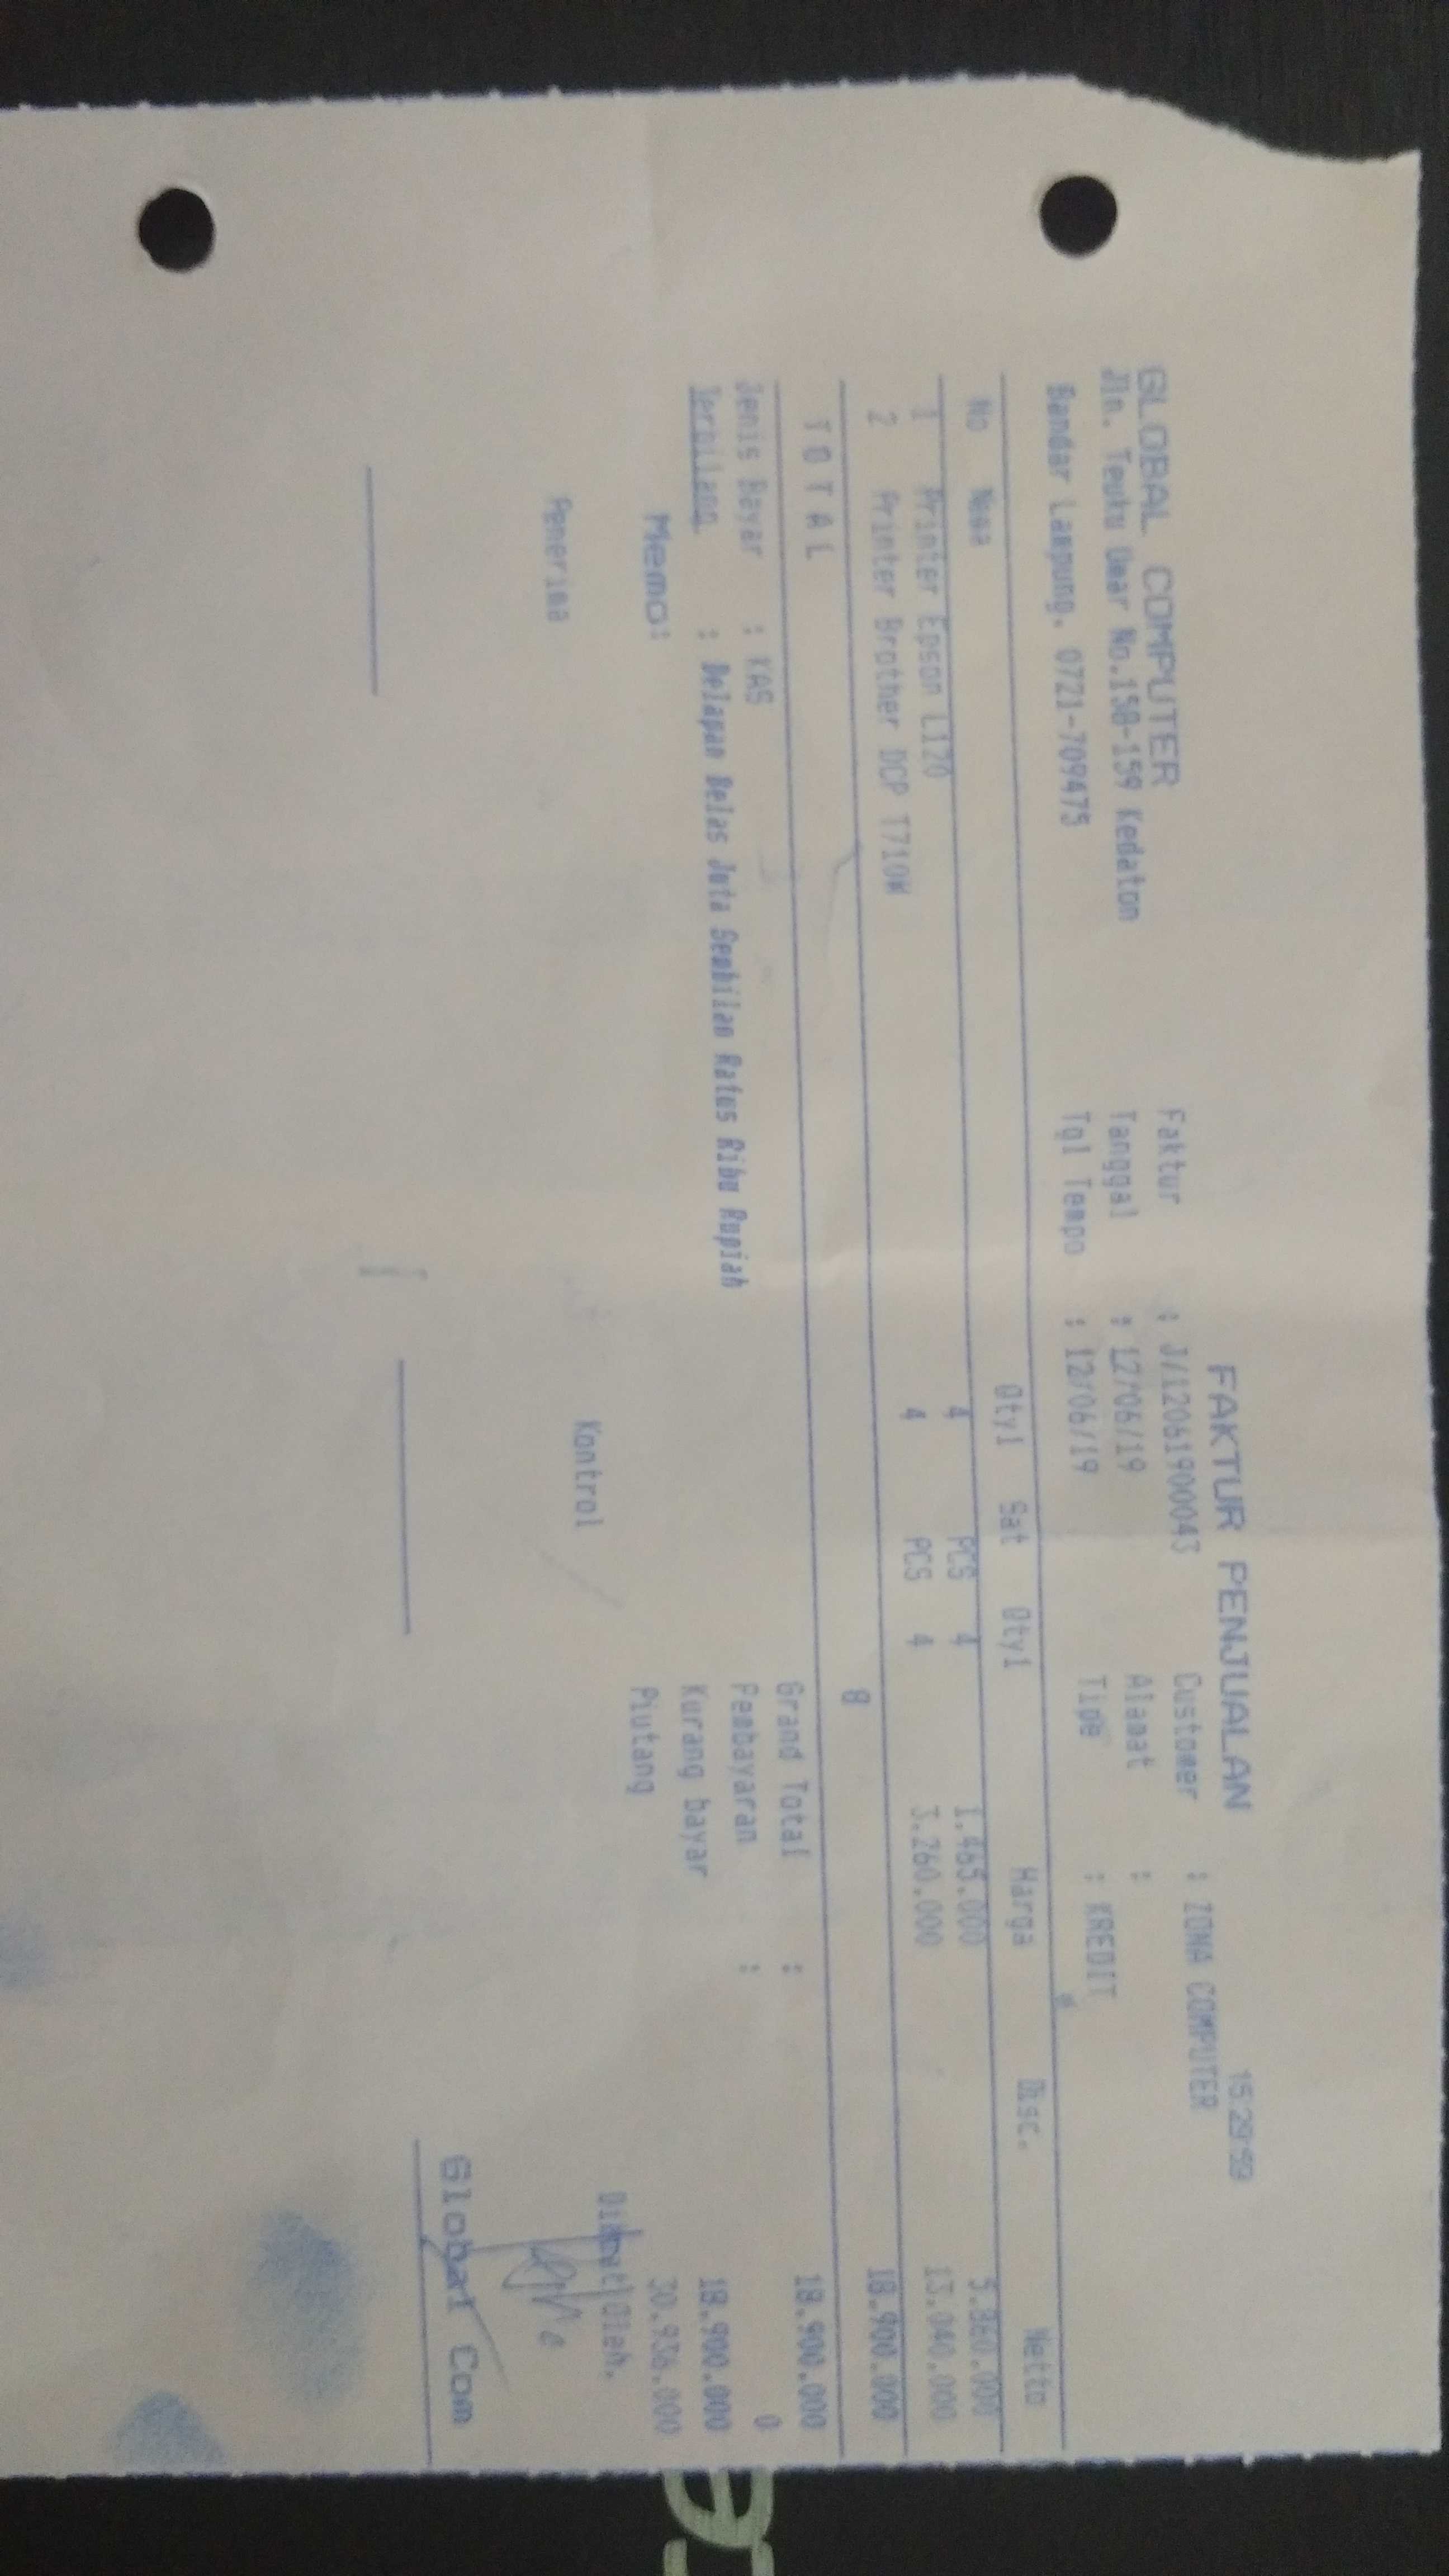 FAKTUR PENJUALAN 15:29:59
GLOBAL COMPUTER Faktur : J/12061900043 Customer : ZONA COMPUTER
Jln. Teuku Umar No.158-159 Kedaton Tanggal : 12/06/19 Alamat :
Bandar Lampung. 0721-709475 Tgl Tempo : 12/06/19 Tipe : KREDIT
No Nama Qty1 Sat Qty1 Harga Disc. Netto
1 Printer Epson L120 4 PCS 4 1.465.000 5.860.000
2 Printer Brother DCP T710W 4 PCS 4 3.260.000 13.040.000
T O T A L 8 18.900.000
Jenis Bayar : KAS Grand Total : 18.900.000
Terbilang : Delapan Belas Juta Sembilan Ratus Ribu Rupiah Pembayaran : 0
Kurang bayar 18.900.000
Memo: Piutang 30.936.000
Penerima Kontrol Dibuat Oleh,
Global Com